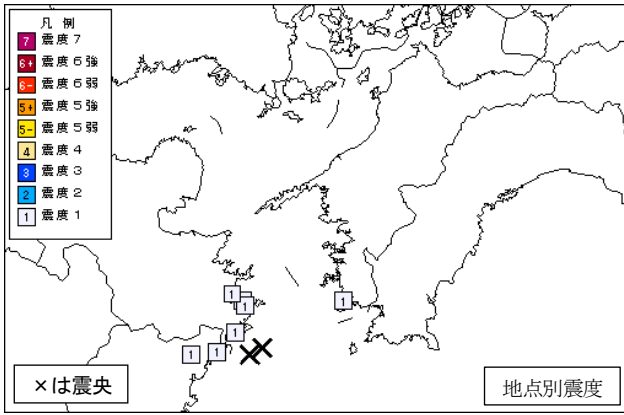 凡例
7 震度7
6+ 震度6強
6- 震度6弱
5+ 震度5強
5- 震度5弱
4 震度4
3 震度3
2 震度2
1 震度1
1
1
1
1
1
1
1
×は震央
地点別震度